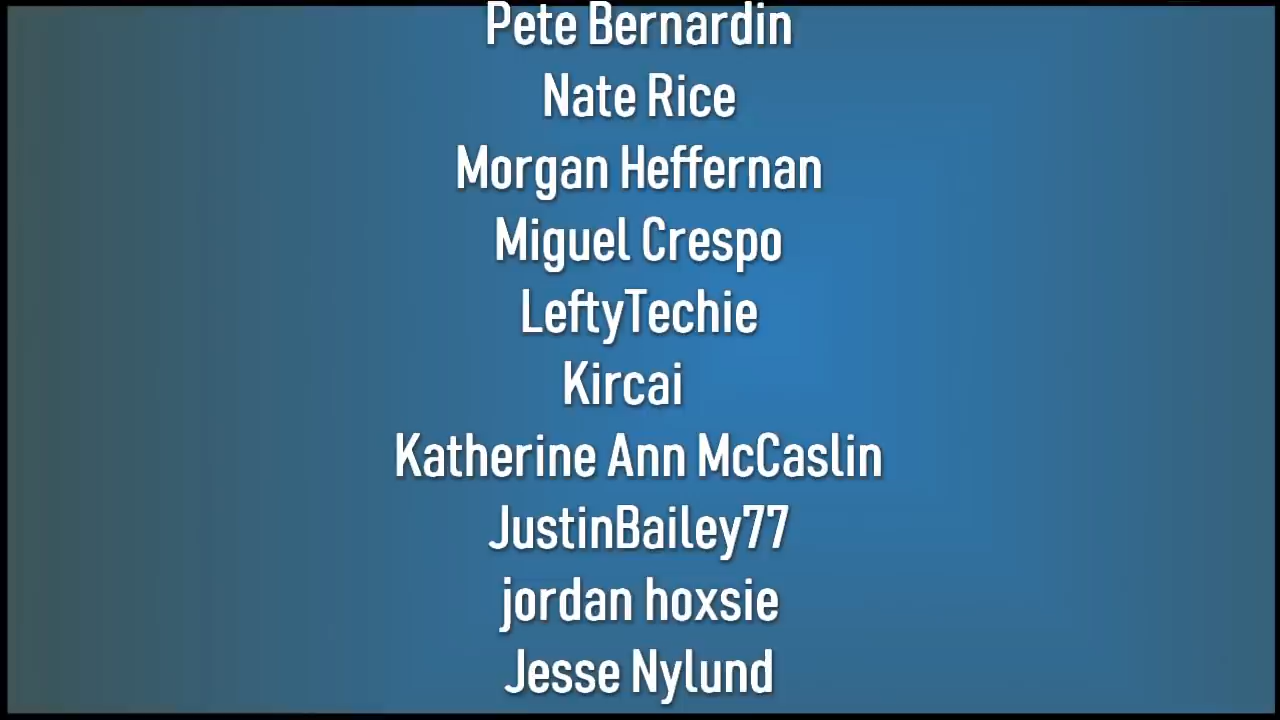 Pete Bernardin
Nate Rice
Morgan Heffernan
Miguel Crespo
LeftyTechie
Kircai
Katherine Ann McCaslin
JustinBailey77
jordan hoxsie
Jesse Nylund